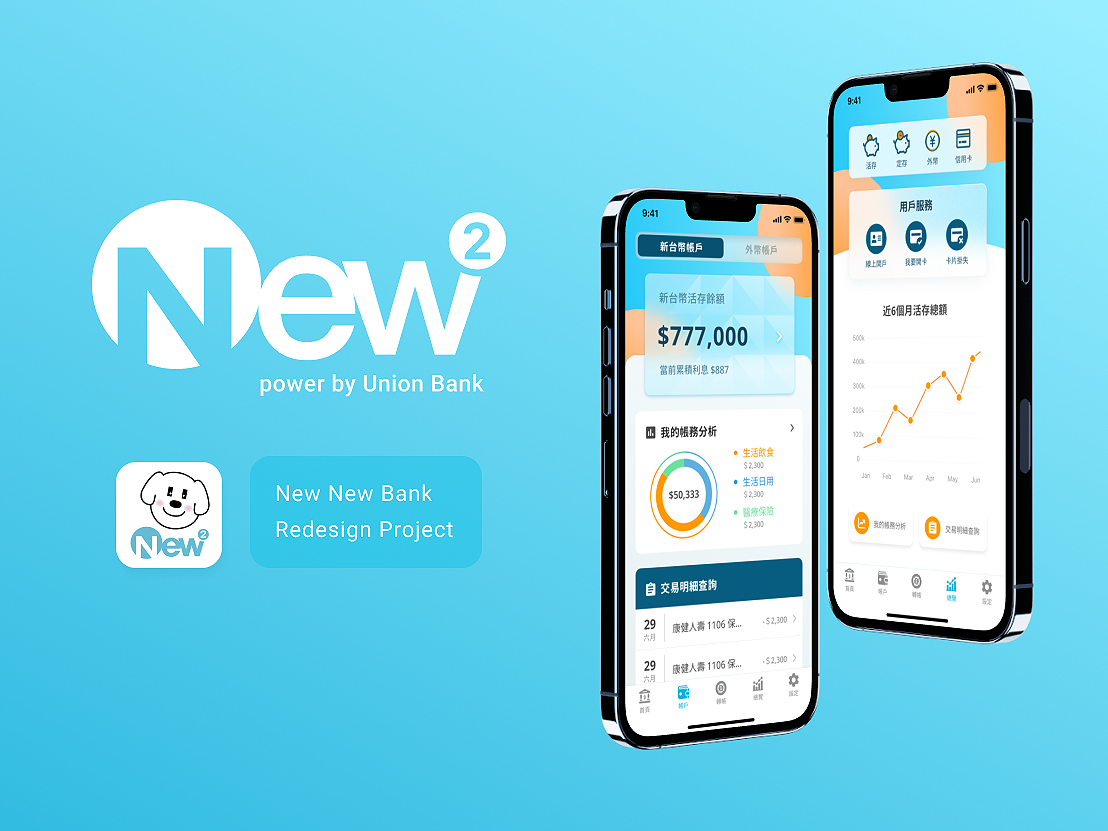 New²
power by Union Bank
New²
New New Bank
Redesign Project
9:41
新台幣帳戶 外幣帳戶
新台幣活存餘額
$777,000
當前累積利息 $887
我的帳務分析
$50,333
生活飲食
$2,300
生活日用
$2,300
醫療保險
$2,300
交易明細查詢
29 康健人壽 1106 保... -$2,300
六月
29 康健人壽 1106 保... -$2,300
六月
首頁 帳戶 轉帳 總覽 設定
9:41
活存 定存 外幣 信用卡
用戶服務
線上開戶 我要開卡 卡片掛失
近6個月活存總額
500k
400k
300k
200k
100k
0
Jan Feb Mar Apr May Jun
我的帳務分析 交易明細查詢
首頁 帳戶 轉帳 總覽 設定